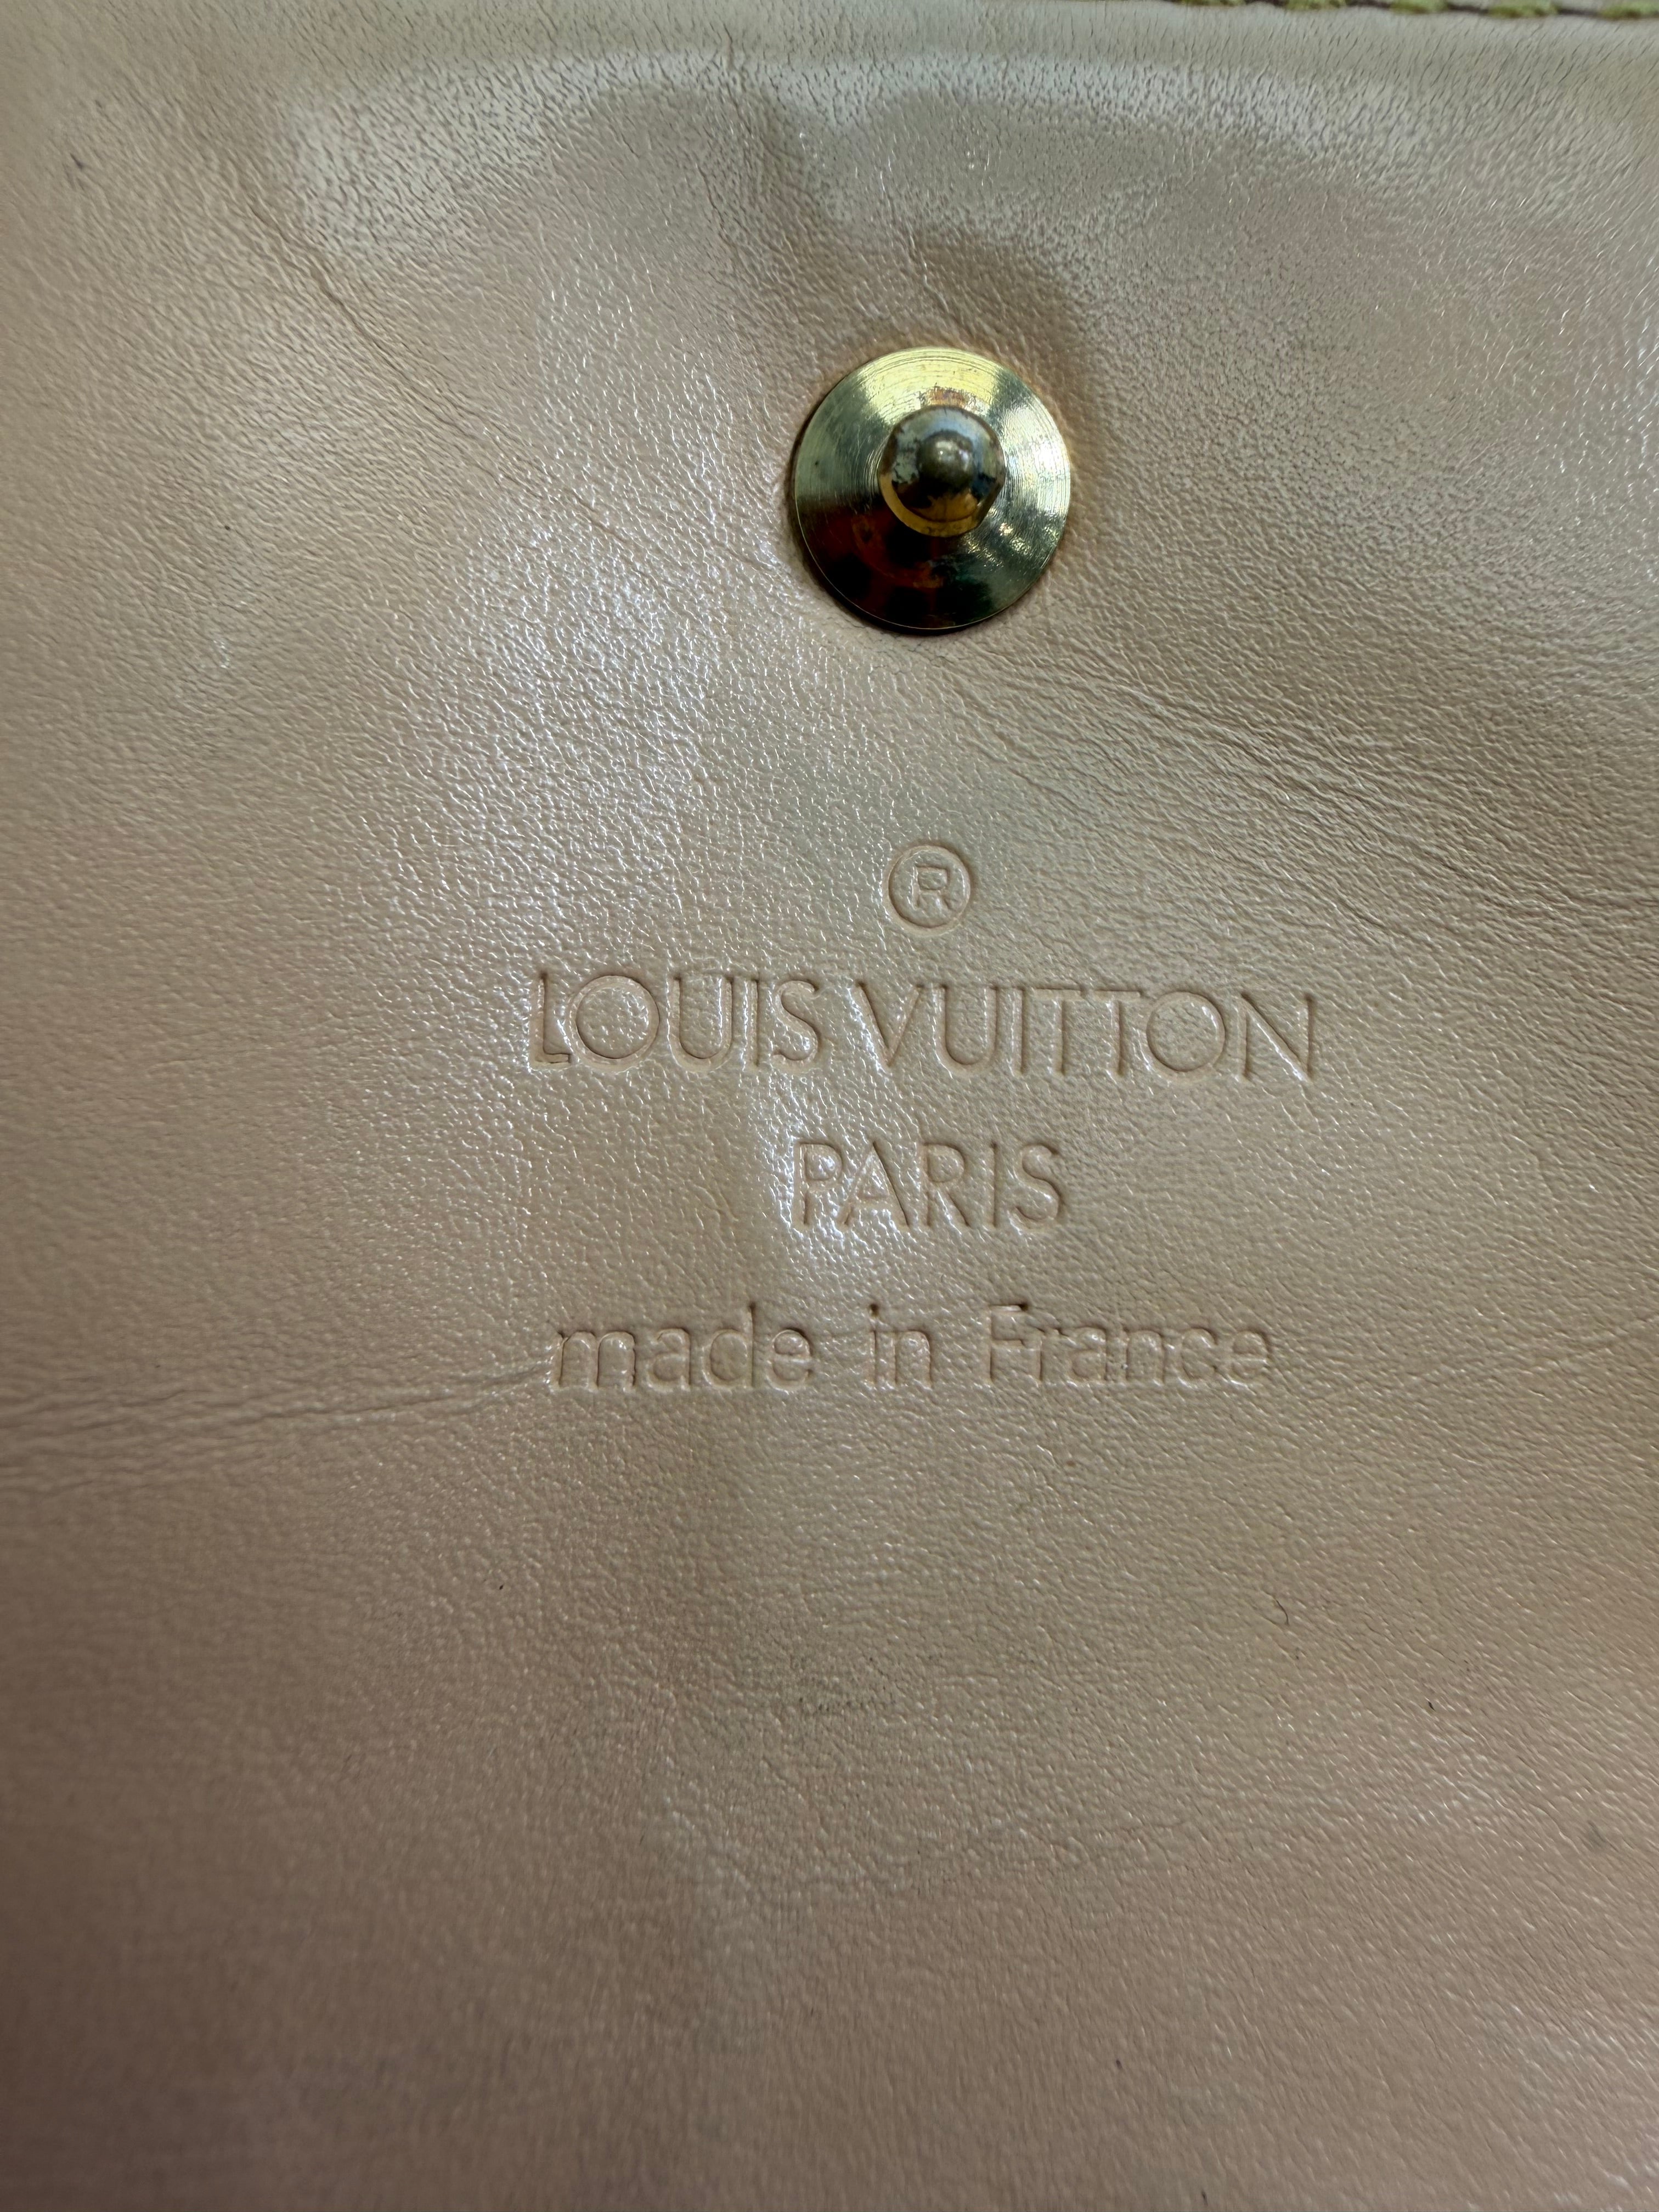 ®
LOUIS VUITTON
PARIS
made in France